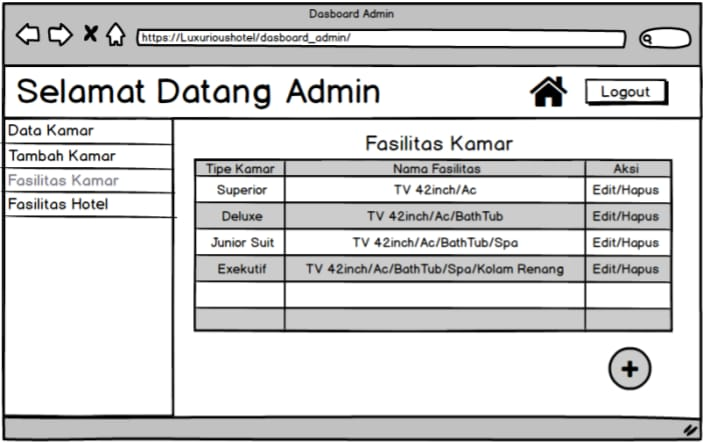 Dasboard Admin
https://Luxurioushotel/dasboard_admin/
Selamat Datang Admin
Logout
Data Kamar
Tambah Kamar
Fasilitas Kamar
Fasilitas Hotel
Fasilitas Kamar
Tipe Kamar Nama Fasilitas Aksi
Superior TV 42inch/Ac Edit/Hapus
Deluxe TV 42inch/Ac/BathTub Edit/Hapus
Junior Suit TV 42inch/Ac/BathTub/Spa Edit/Hapus
Exekutif TV 42inch/Ac/BathTub/Spa/Kolam Renang Edit/Hapus
+